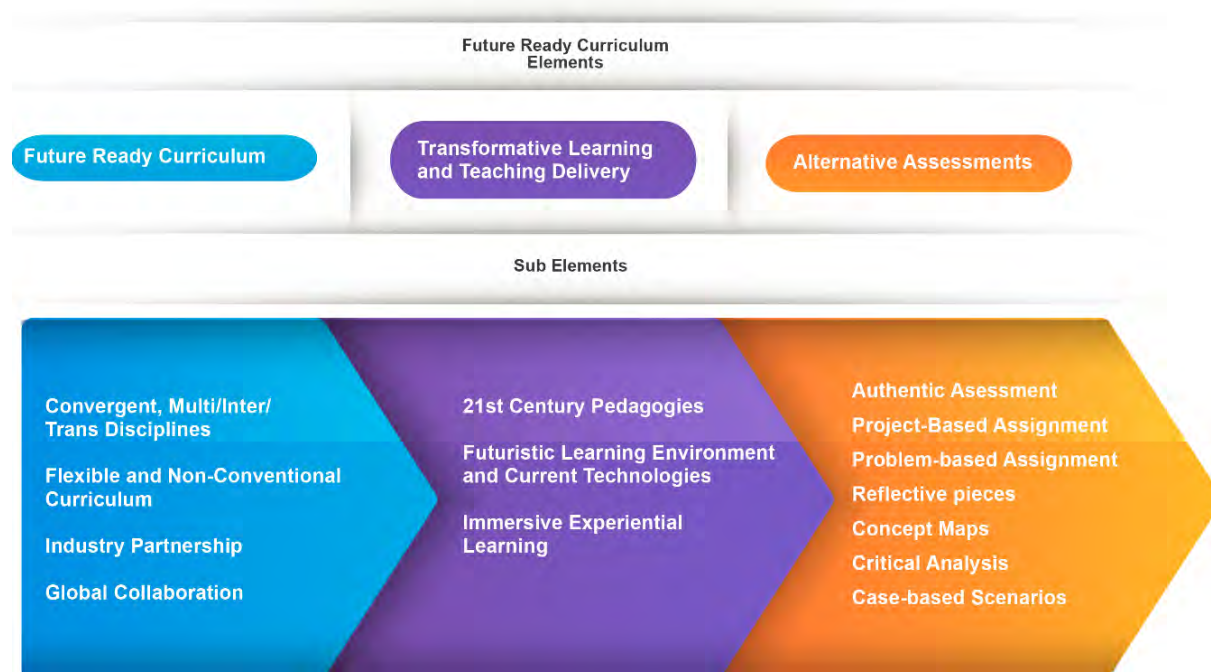 Future Ready Curriculum
Elements
Future Ready Curriculum
Transformative Learning
and Teaching Delivery
Alternative Assessments
Sub Elements
Convergent, Multi/Inter/
Trans Disciplines
Flexible and Non-Conventional
Curriculum
Industry Partnership
Global Collaboration
21st Century Pedagogies
Futuristic Learning Environment
and Current Technologies
Immersive Experiential
Learning
Authentic Asessment
Project-Based Assignment
Problem-based Assignment
Reflective pieces
Concept Maps
Critical Analysis
Case-based Scenarios